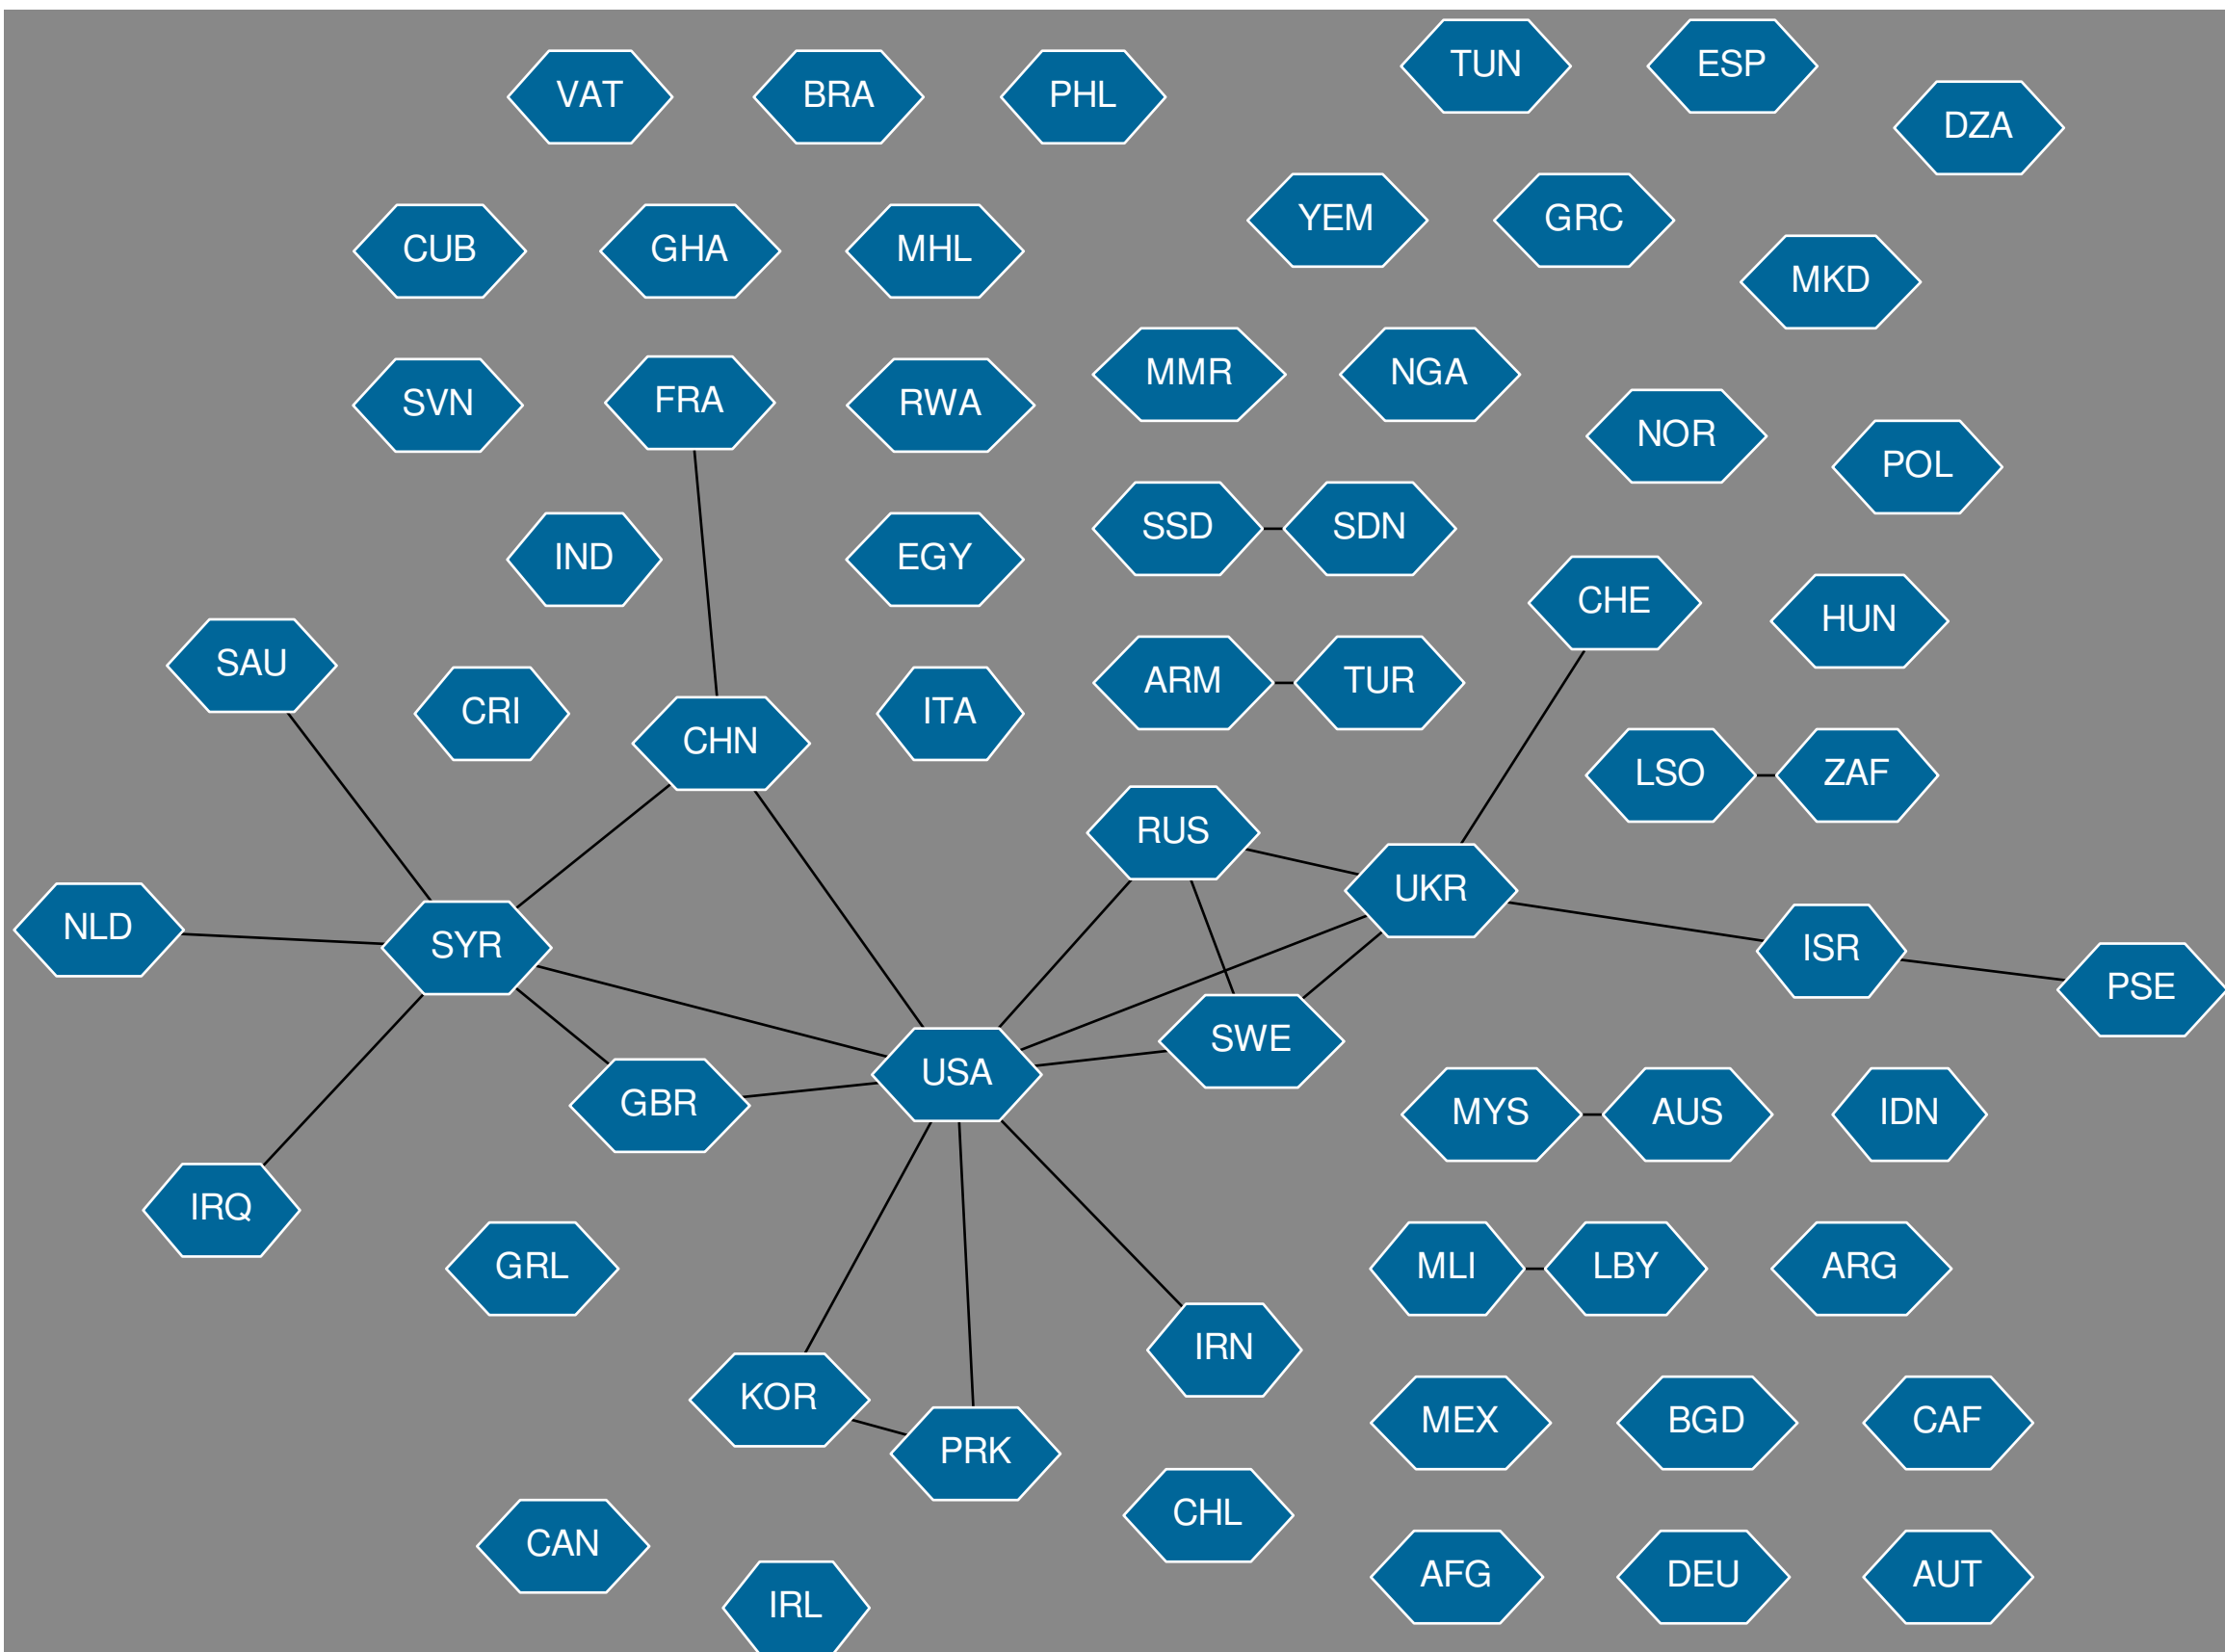 TUN
ESP
VAT
BRA
PHL
DZA
YEM
GRC
CUB
GHA
MHL
MKD
MMR
NGA
SVN
FRA
RWA
NOR
POL
SSD
SDN
IND
EGY
CHE
HUN
SAU
ARM
TUR
CRI
ITA
CHN
LSO
ZAF
RUS
UKR
NLD
SYR
ISR
PSE
SWE
USA
GBR
MYS
AUS
IDN
IRQ
GRL
MLI
LBY
ARG
IRN
KOR
MEX
BGD
CAF
PRK
CHL
CAN
AFG
DEU
AUT
IRL